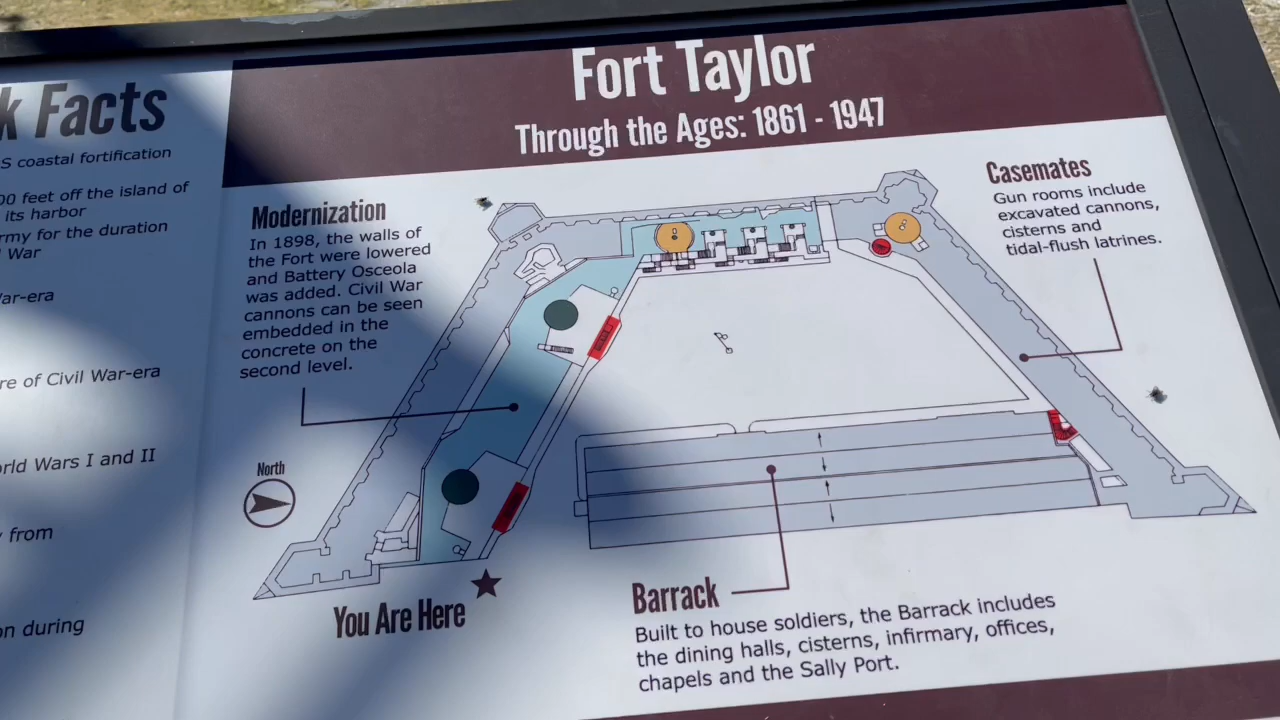 k Facts
S coastal fortification
00 feet off the island of
its harbor
rmy for the duration
War
ar-era
re of Civil War-era
orld Wars I and II
from
on during
Fort Taylor
Through the Ages: 1861 - 1947
Modernization
In 1898, the walls of
the Fort were lowered
and Battery Osceola
was added. Civil War
cannons can be seen
embedded in the
concrete on the
second level.
Casemates
Gun rooms include
excavated cannons,
cisterns and
tidal-flush latrines.
North
You Are Here
Barrack
Built to house soldiers, the Barrack includes
the dining halls, cisterns, infirmary, offices,
chapels and the Sally Port.